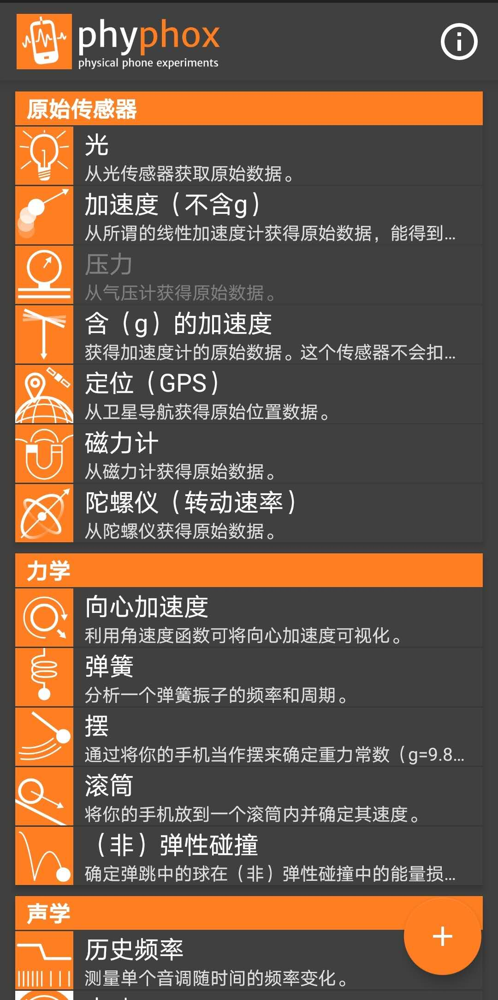 phyphox
physical phone experiments
原始传感器
光
从光传感器获取原始数据。
加速度（不含g）
从所谓的线性加速度计获得原始数据，能得到…
压力
从气压计获得原始数据。
含（g）的加速度
获得加速度计的原始数据。这个传感器不会扣…
定位（GPS）
从卫星导航获得原始位置数据。
磁力计
从磁力计获得原始数据。
陀螺仪（转动速率）
从陀螺仪获得原始数据。
力学
向心加速度
利用角速度函数可将向心加速度可视化。
弹簧
分析一个弹簧振子的频率和周期。
摆
通过将你的手机当作摆来确定重力常数（g=9.8…
滚筒
将你的手机放到一个滚筒内并确定其速度。
（非）弹性碰撞
确定弹跳中的球在（非）弹性碰撞中的能量损…
声学
历史频率
测量单个音调随时间的频率变化。